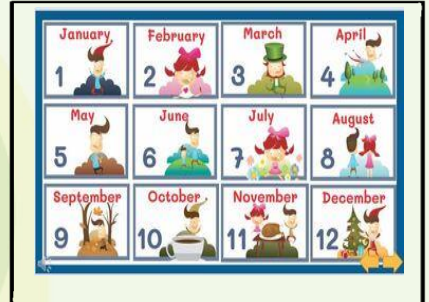 January February March April
1 2 3 4
May June July August
5 6 7 8
September October November December
9 10 11 12